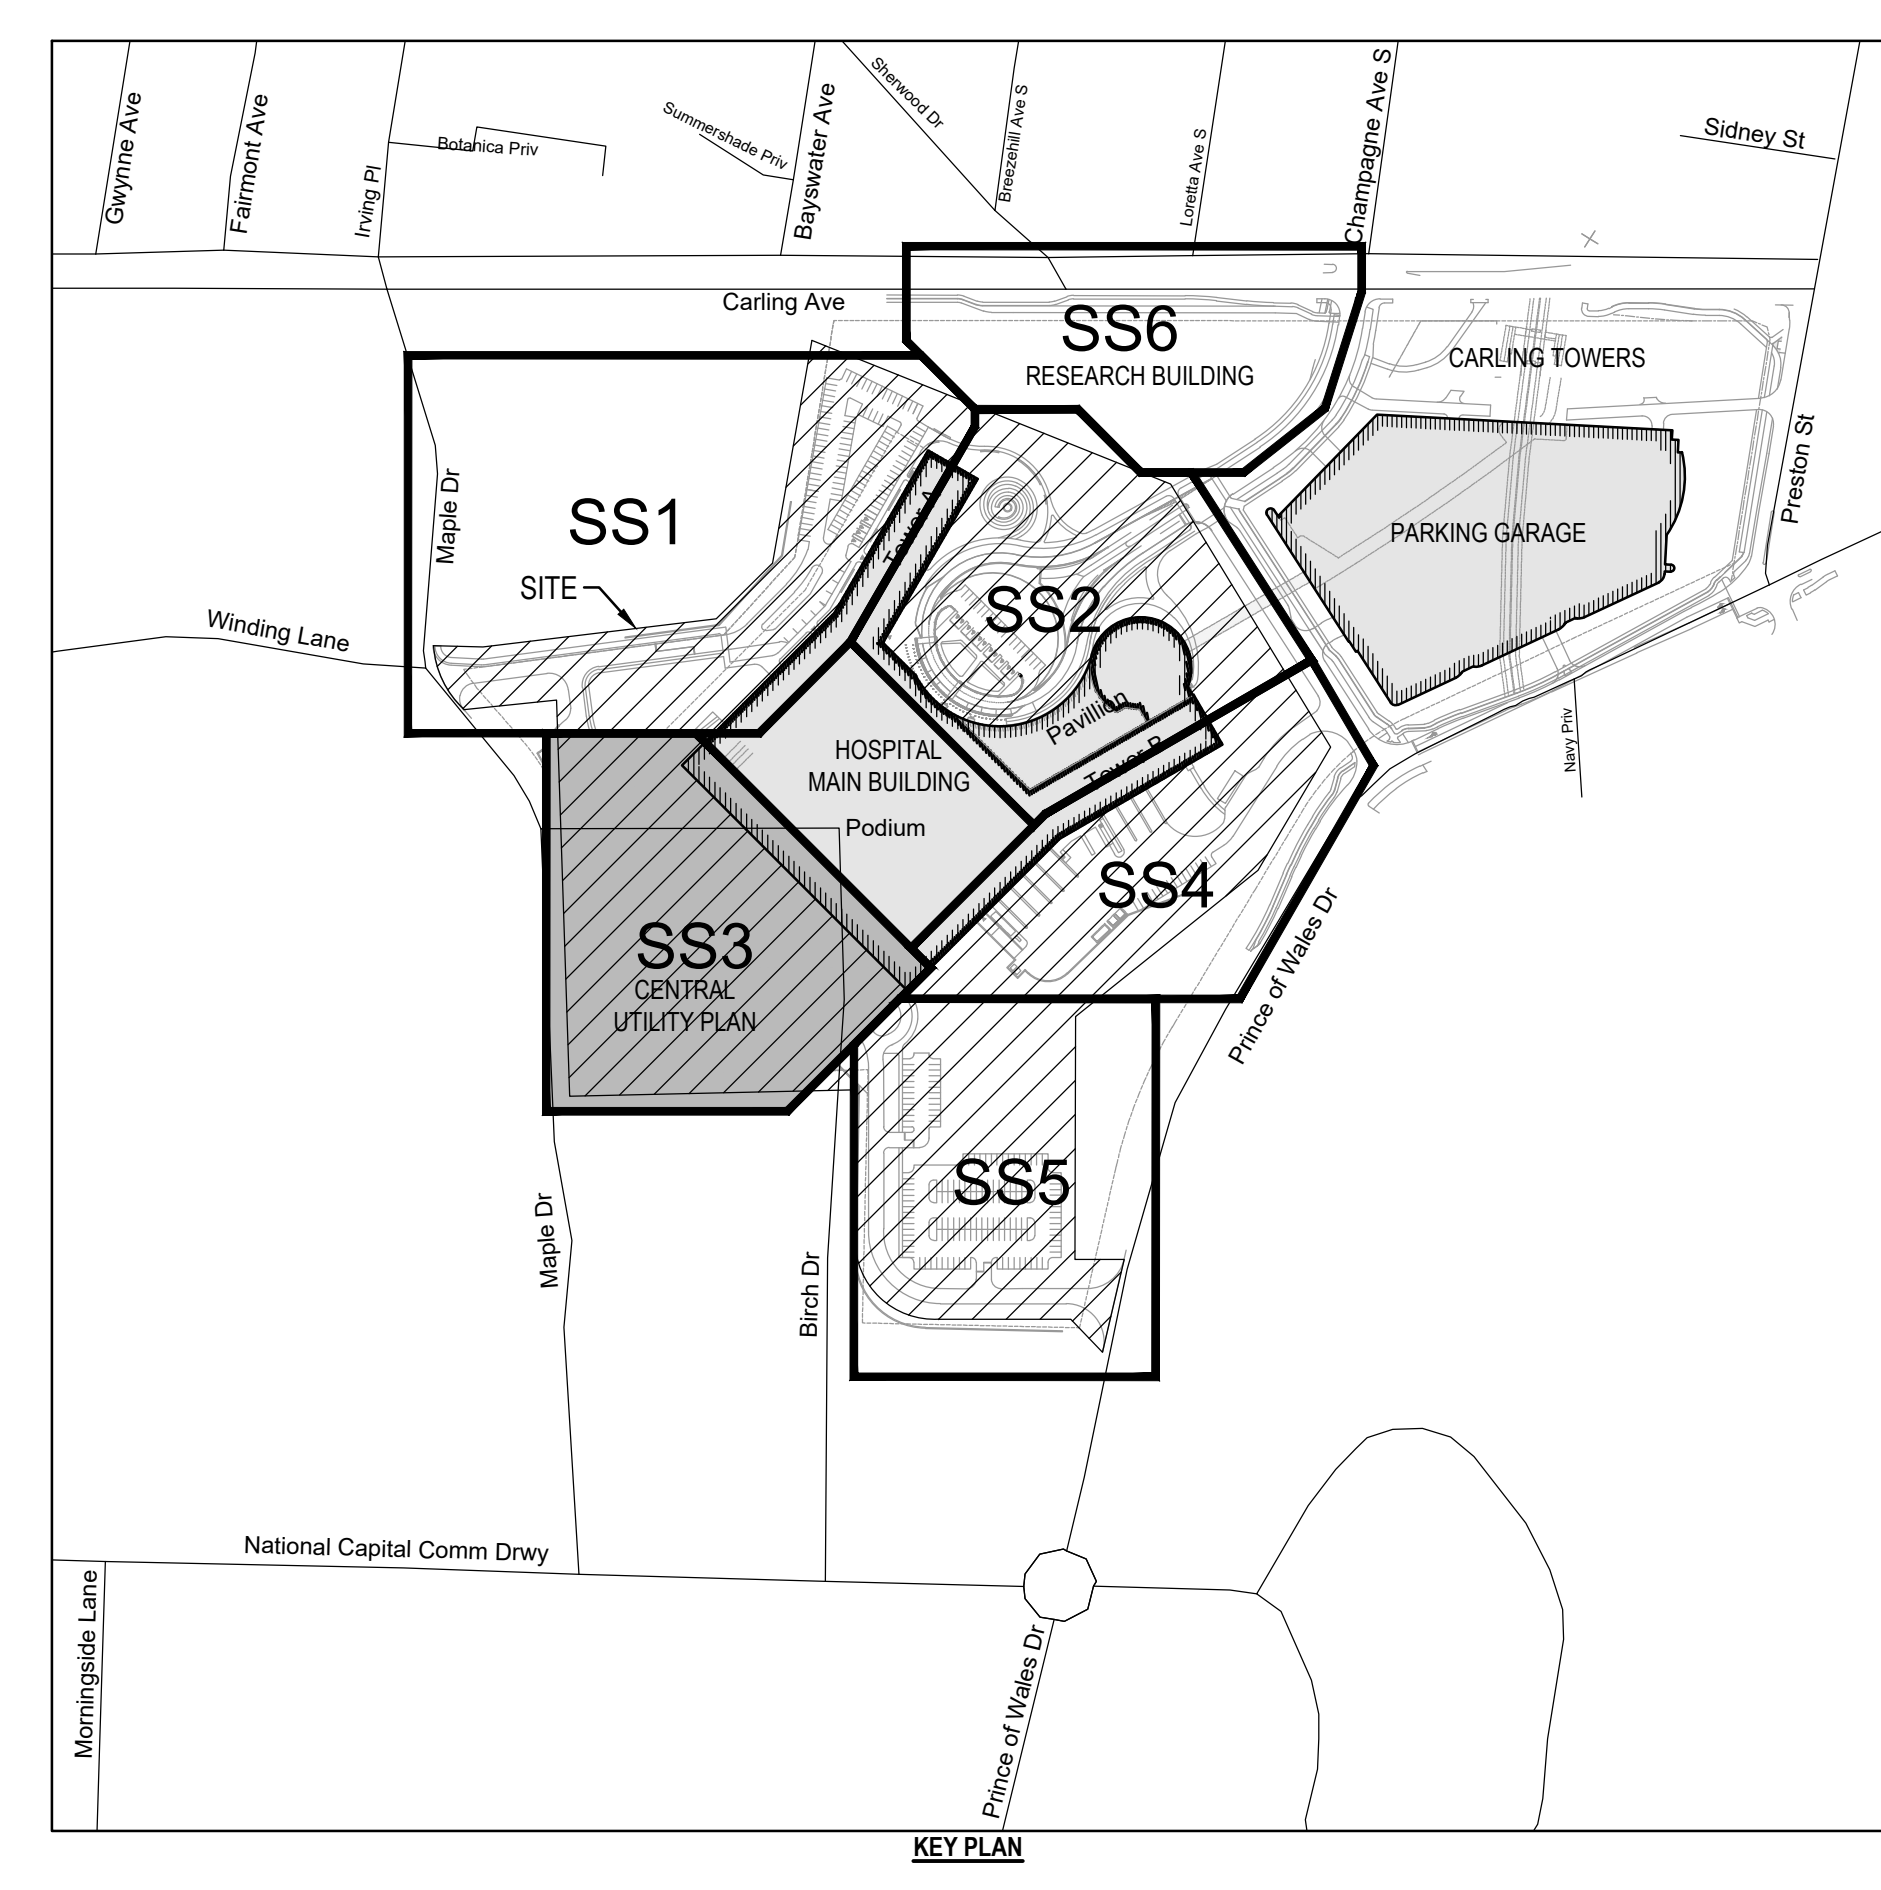 Gwynne Ave
Fairmont Ave
Irving Pl
Botanica Priv
Summershade Priv
Bayswater Ave
Sherwood Dr
Breezehill Ave S
Loretta Ave S
Champagne Ave S
Sidney St
Carling Ave
SS6
RESEARCH BUILDING
CARLING TOWERS
Preston St
Maple Dr
SS1
SITE
Tower A
PARKING GARAGE
Winding Lane
SS2
Pavillion
Tower B
Navy Priv
HOSPITAL
MAIN BUILDING
Podium
SS4
SS3
CENTRAL
UTILITY PLAN
Prince of Wales Dr
SS5
Maple Dr
Birch Dr
National Capital Comm Drwy
Morningside Lane
Prince of Wales Dr
KEY PLAN